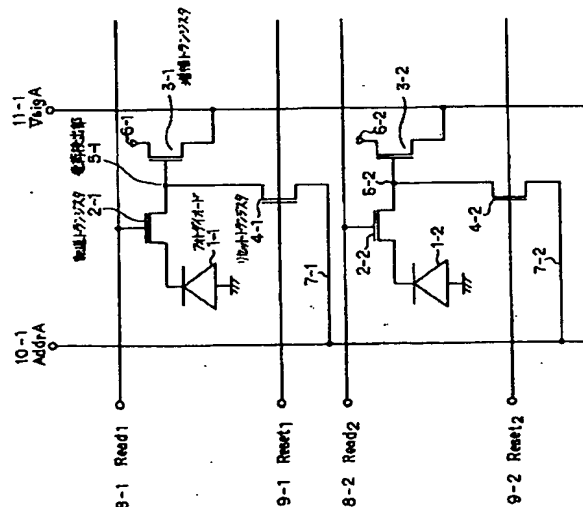 11-1
VsigA
10-1
AddrA
8-1 Read1
転送トランジスタ
2-1
電荷検出部
5-1
6-1
3-1
増幅トランジスタ
フォトダイオード
1-1
リセットトランジスタ
4-1
9-1 Reset1
7-1
8-2 Read2
2-2
6-2
6-2
3-2
1-2
4-2
9-2 Reset2
7-2